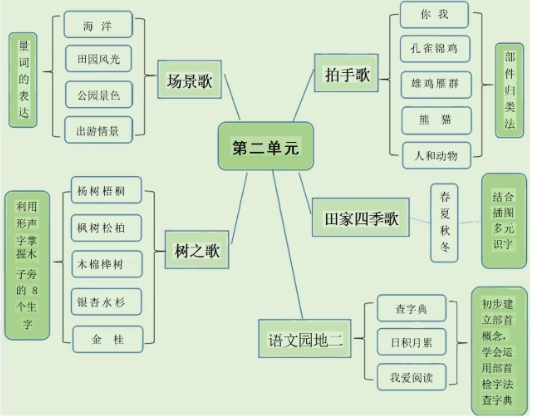 第二单元
场景歌
海 洋
田园风光
公园景色
出游情景
量
词
的
表
达
拍手歌
你 我
孔雀锦鸡
雄鸡雁群
熊 猫
人和动物
部
件
归
类
法
树之歌
杨树梧桐
枫树松柏
木棉桦树
银杏水杉
金 桂
利用
形声
字掌
握木
子旁
的 8
个生
字
田家四季歌
春
夏
秋
冬
结合
插图
多元
识字
语文园地二
查字典
日积月累
我爱阅读
初步建
立部首
概念,
学会运
用部首
检字法
查字典